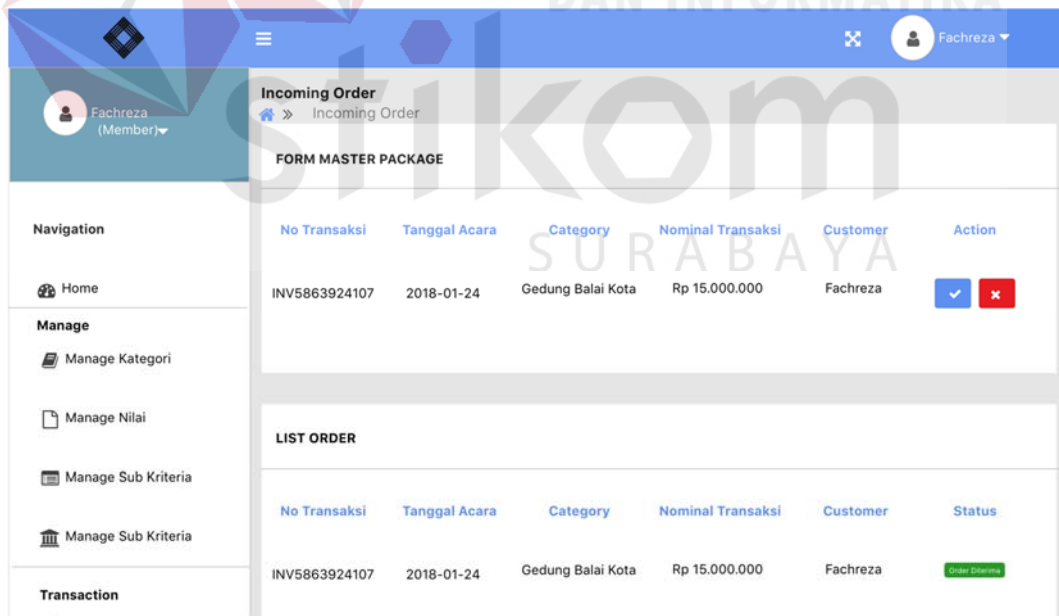 DAN INFORMATIKA
Fachreza
Fachreza
(Member)
Incoming Order
» Incoming Order
stikom
SURABAYA
FORM MASTER PACKAGE
Navigation
No Transaksi Tanggal Acara Category Nominal Transaksi Customer Action
Home
INV5863924107 2018-01-24 Gedung Balai Kota Rp 15.000.000 Fachreza
Manage
Manage Kategori
Manage Nilai
LIST ORDER
Manage Sub Kriteria
No Transaksi Tanggal Acara Category Nominal Transaksi Customer Status
Manage Sub Kriteria
INV5863924107 2018-01-24 Gedung Balai Kota Rp 15.000.000 Fachreza Order Diterima
Transaction